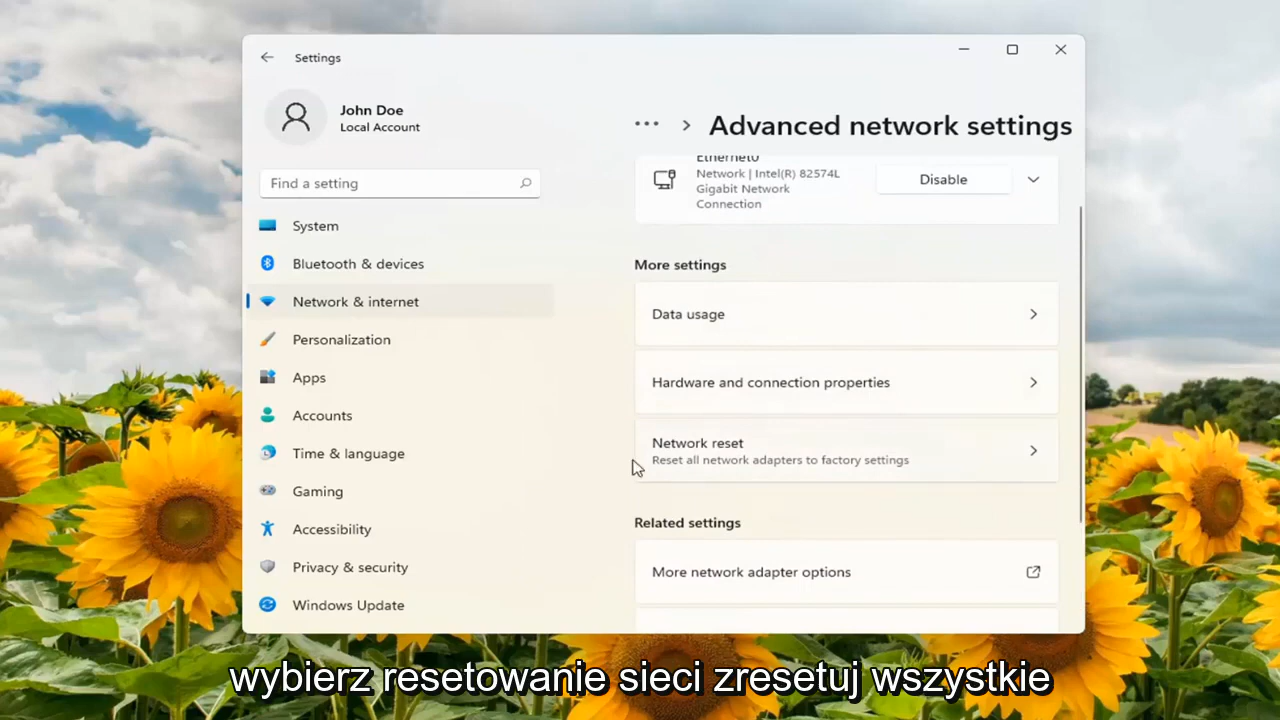 Settings
John Doe
Local Account
Find a setting
System
Bluetooth & devices
Network & internet
Personalization
Apps
Accounts
Time & language
Gaming
Accessibility
Privacy & security
Windows Update
Advanced network settings
Ethernet0
Network | Intel(R) 82574L
Gigabit Network
Connection
Disable
More settings
Data usage
Hardware and connection properties
Network reset
Reset all network adapters to factory settings
Related settings
More network adapter options
wybierz resetowanie sieci zresetuj wszystkie